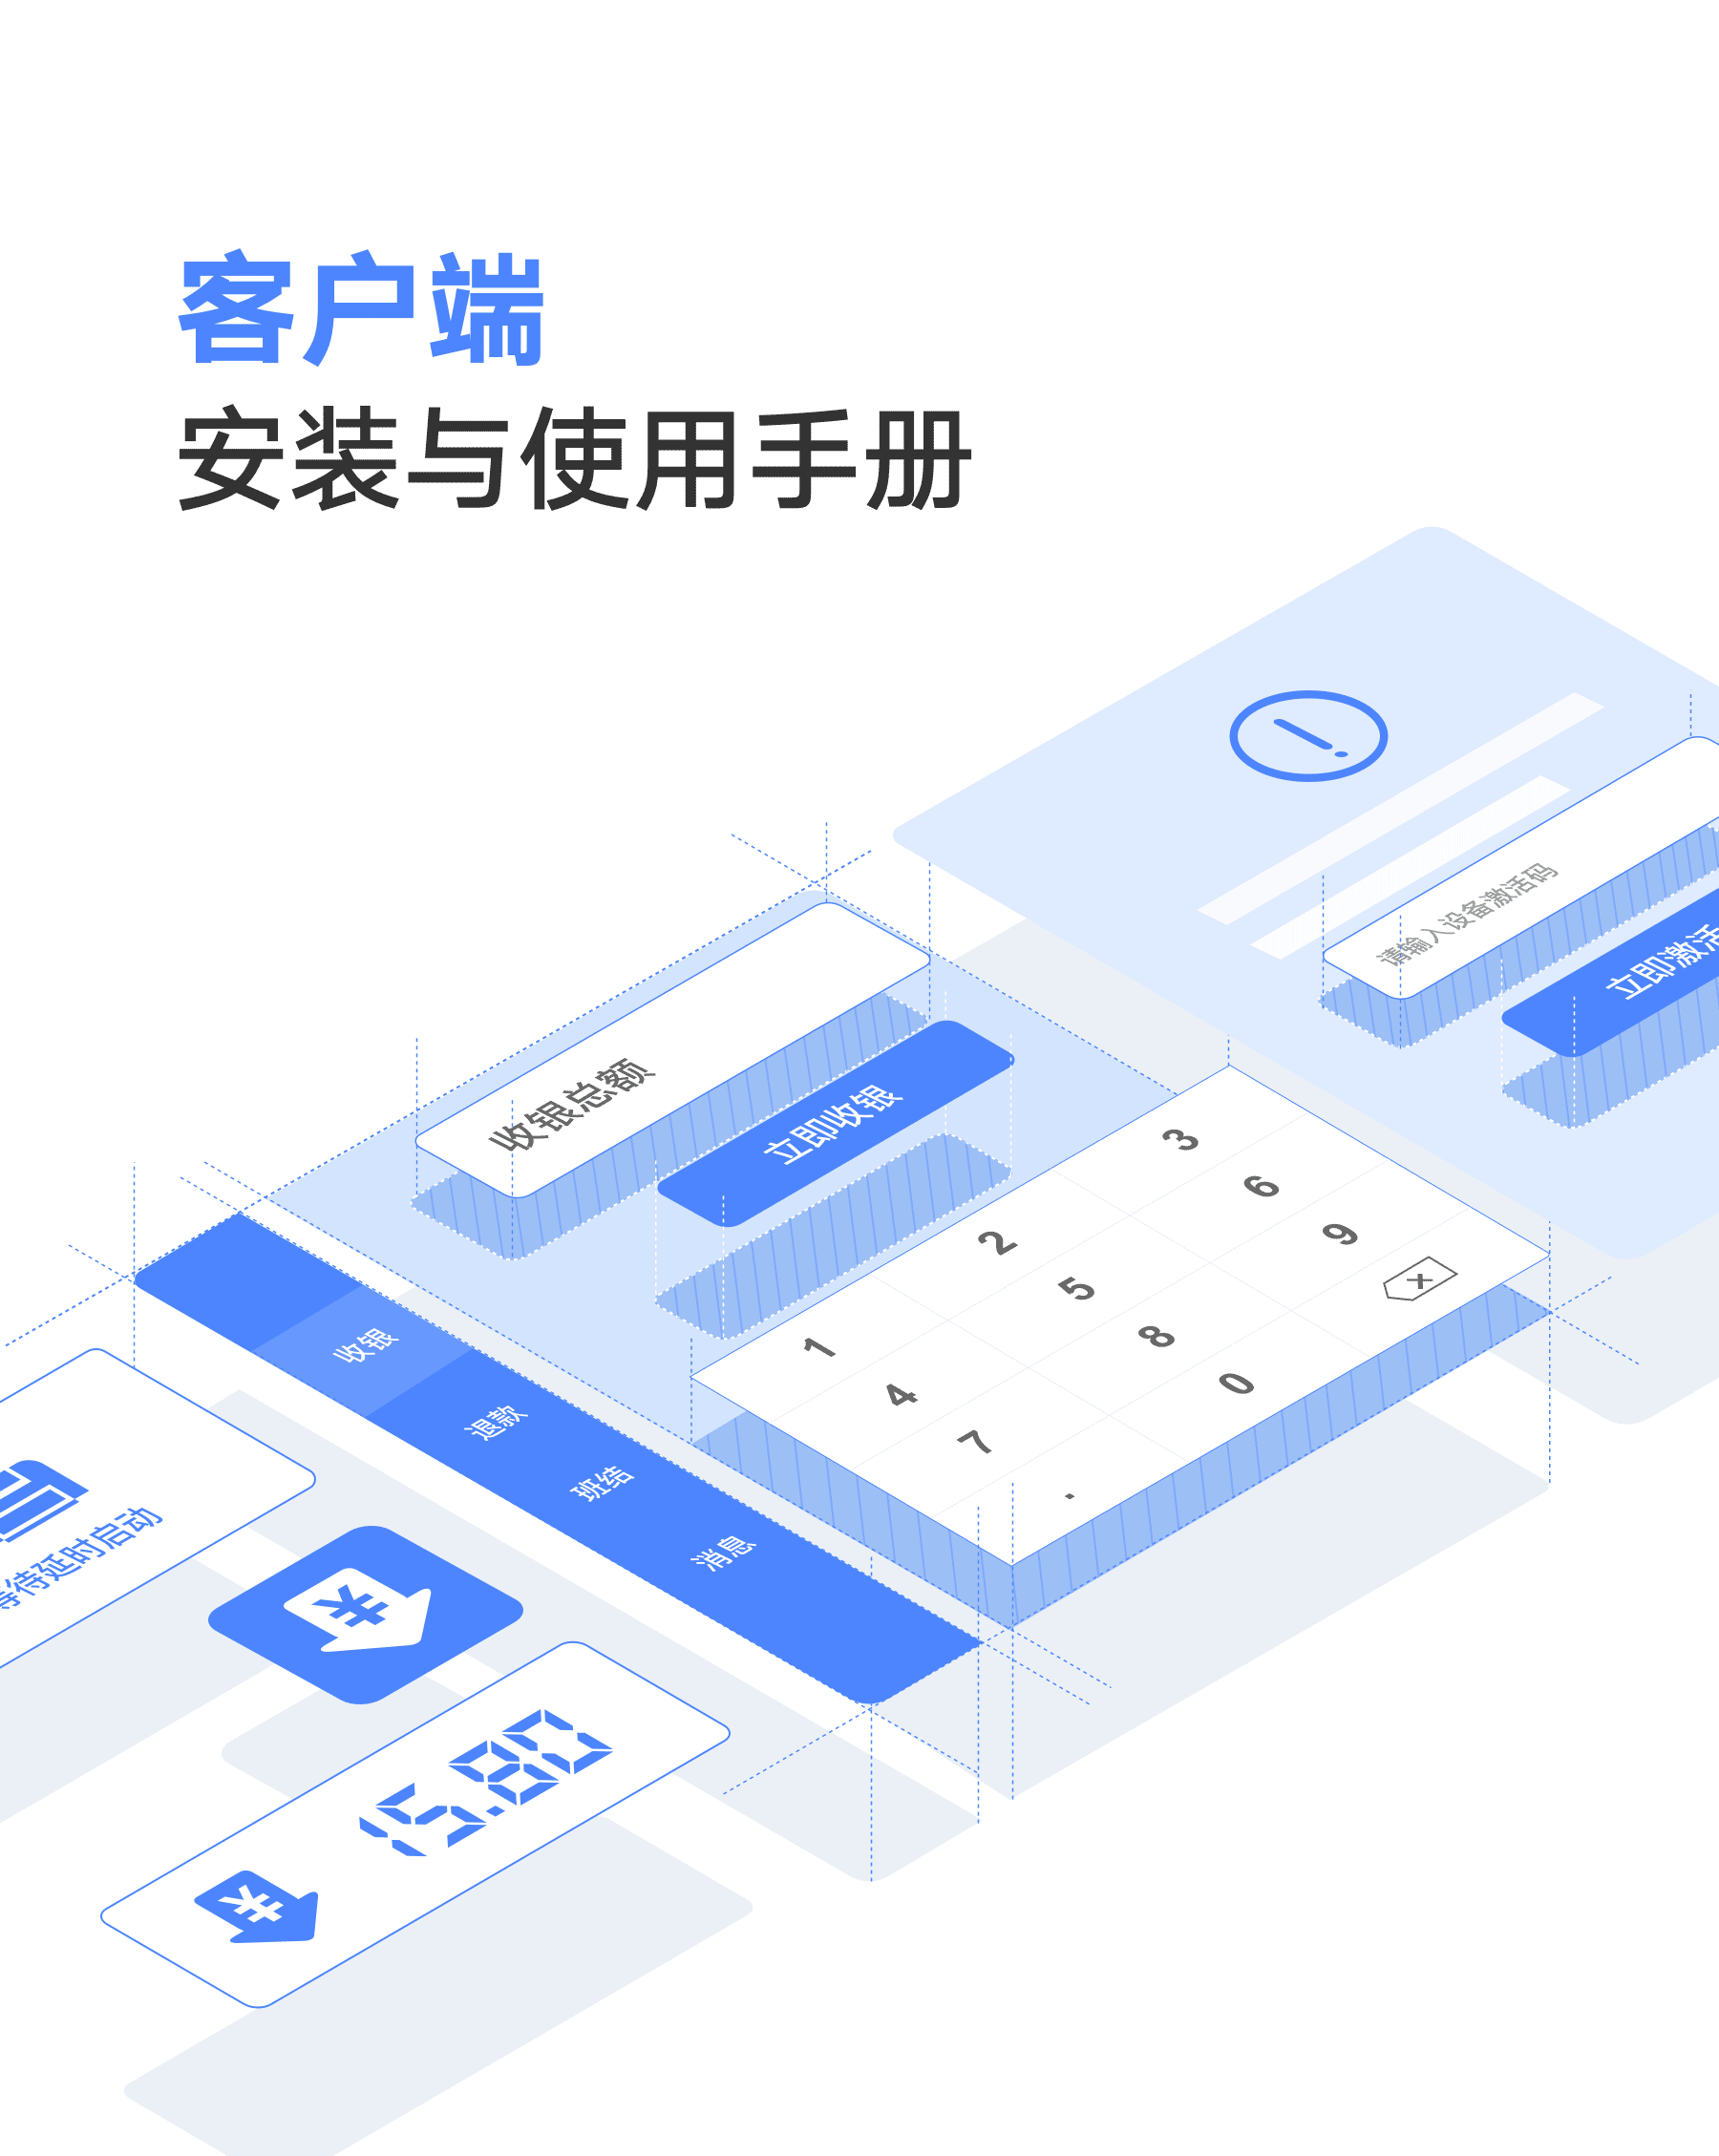 客户端
安装与使用手册
请输入设备激活码
立即激活
收银总额
立即收银
1 2 3
4 5 6
7 8 9
. 0 ×
收银
退款
班结
消息
等待延时启动
¥
¥ 15.80